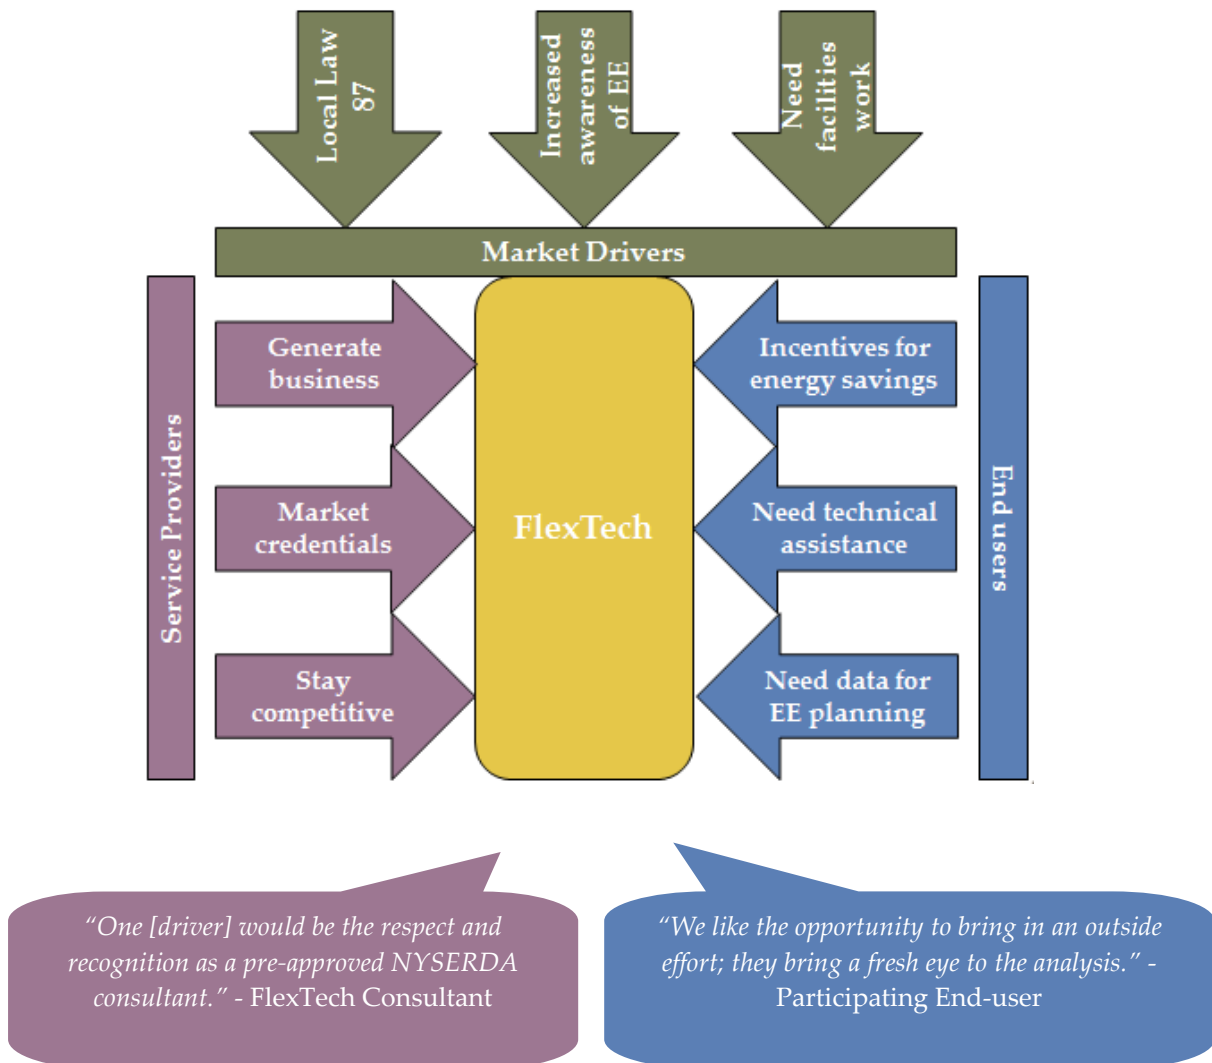 Local Law
87
Increased
awareness
of EE
Need
facilities
work
Market Drivers
Service Providers
Generate
business
Market
credentials
Stay
competitive
FlexTech
Incentives for
energy savings
Need technical
assistance
Need data for
EE planning
End users
“One [driver] would be the respect and
recognition as a pre-approved NYSERDA
consultant.” - FlexTech Consultant
“We like the opportunity to bring in an outside
effort; they bring a fresh eye to the analysis.” -
Participating End-user